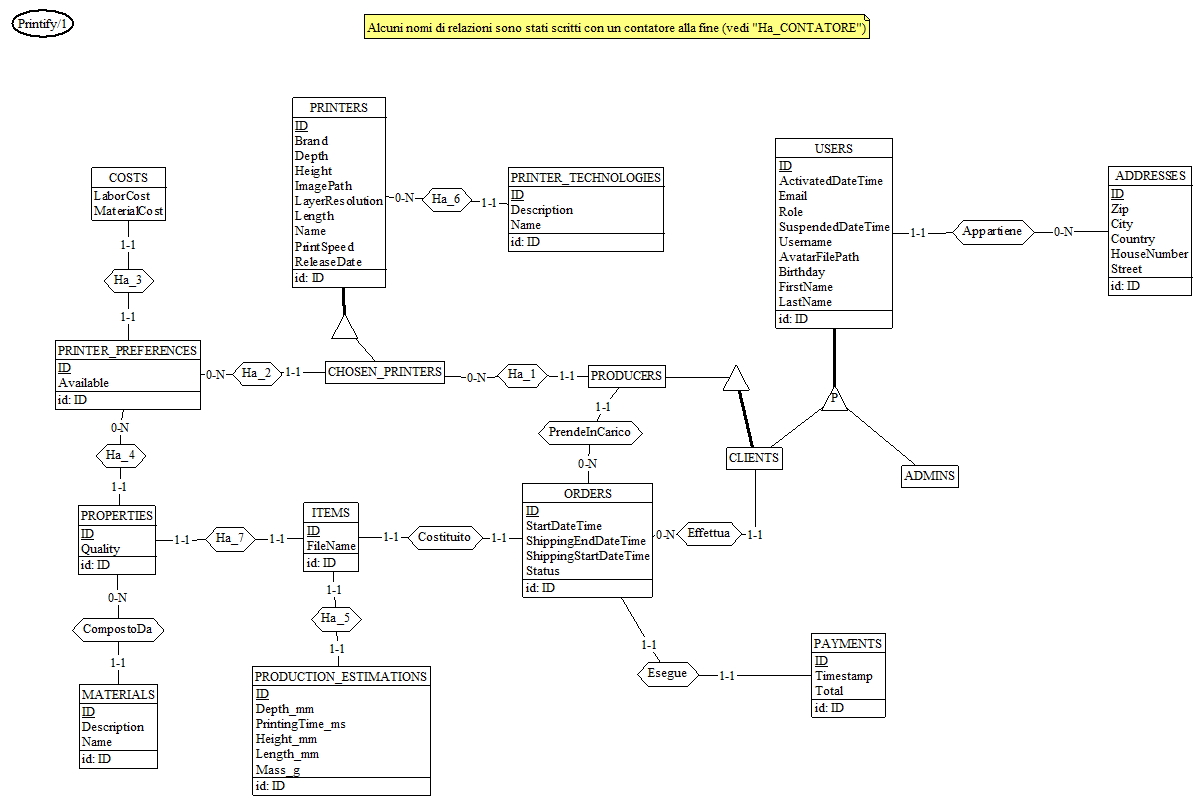 Printify/1
Alcuni nomi di relazioni sono stati scritti con un contatore alla fine (vedi "Ha_CONTATORE")
PRINTERS
ID
Brand
Depth
Height
ImagePath
LayerResolution
Length
Name
PrintSpeed
ReleaseDate
id: ID
COSTS
LaborCost
MaterialCost
0-N
Ha_6
1-1
PRINTER_TECHNOLOGIES
ID
Description
Name
id: ID
USERS
ID
ActivatedDateTime
Email
Role
SuspendedDateTime
Username
AvatarFilePath
Birthday
FirstName
LastName
id: ID
1-1
Appartiene
0-N
ADDRESSES
ID
Zip
City
Country
HouseNumber
Street
id: ID
1-1
Ha_3
1-1
PRINTER_PREFERENCES
ID
Available
id: ID
0-N
Ha_2
1-1
CHOSEN_PRINTERS
0-N
Ha_1
1-1
PRODUCERS
P
1-1
PrendeInCarico
0-N
CLIENTS
ADMINS
0-N
Ha_4
1-1
PROPERTIES
ID
Quality
id: ID
1-1
Ha_7
1-1
ITEMS
ID
FileName
id: ID
1-1
Costituito
1-1
ORDERS
ID
StartDateTime
ShippingEndDateTime
ShippingStartDateTime
Status
id: ID
0-N
Effettua
1-1
0-N
CompostoDa
1-1
MATERIALS
ID
Description
Name
id: ID
1-1
Ha_5
1-1
PRODUCTION_ESTIMATIONS
ID
Depth_mm
PrintingTime_ms
Height_mm
Length_mm
Mass_g
id: ID
1-1
Esegue
1-1
PAYMENTS
ID
Timestamp
Total
id: ID